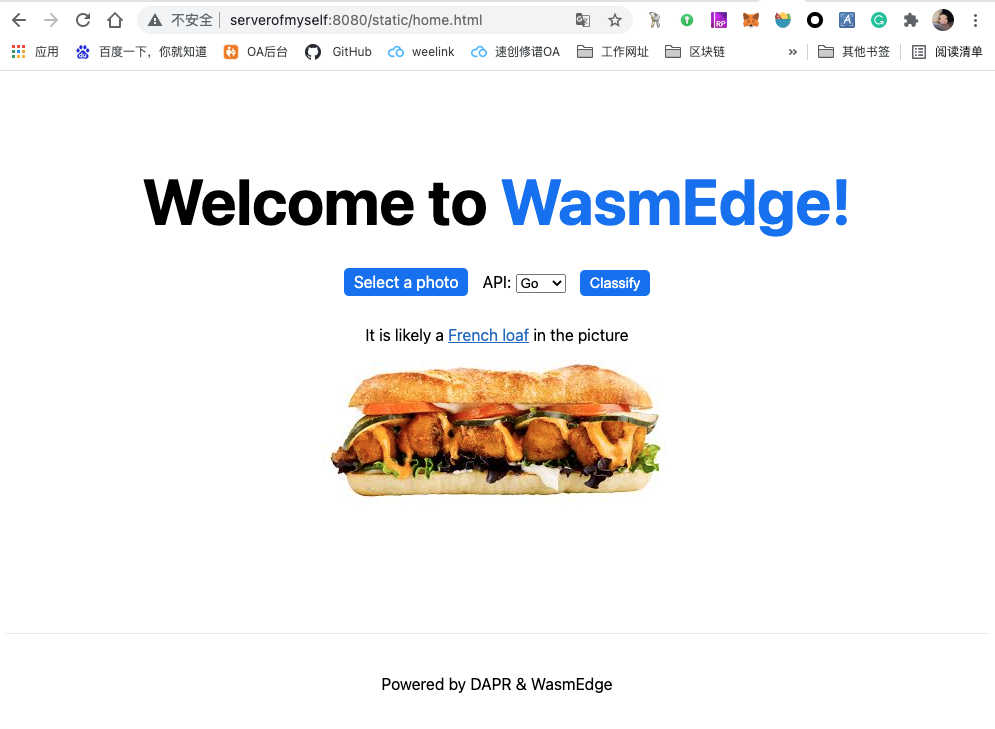 不安全 serverofmyself:8080/static/home.html
应用 百度一下，你就知道 OA后台 GitHub weelink 速创修谱OA 工作网址 区块链 » 其他书签 阅读清单
Welcome to WasmEdge!
Select a photo API: Go Classify
It is likely a French loaf in the picture
Powered by DAPR & WasmEdge